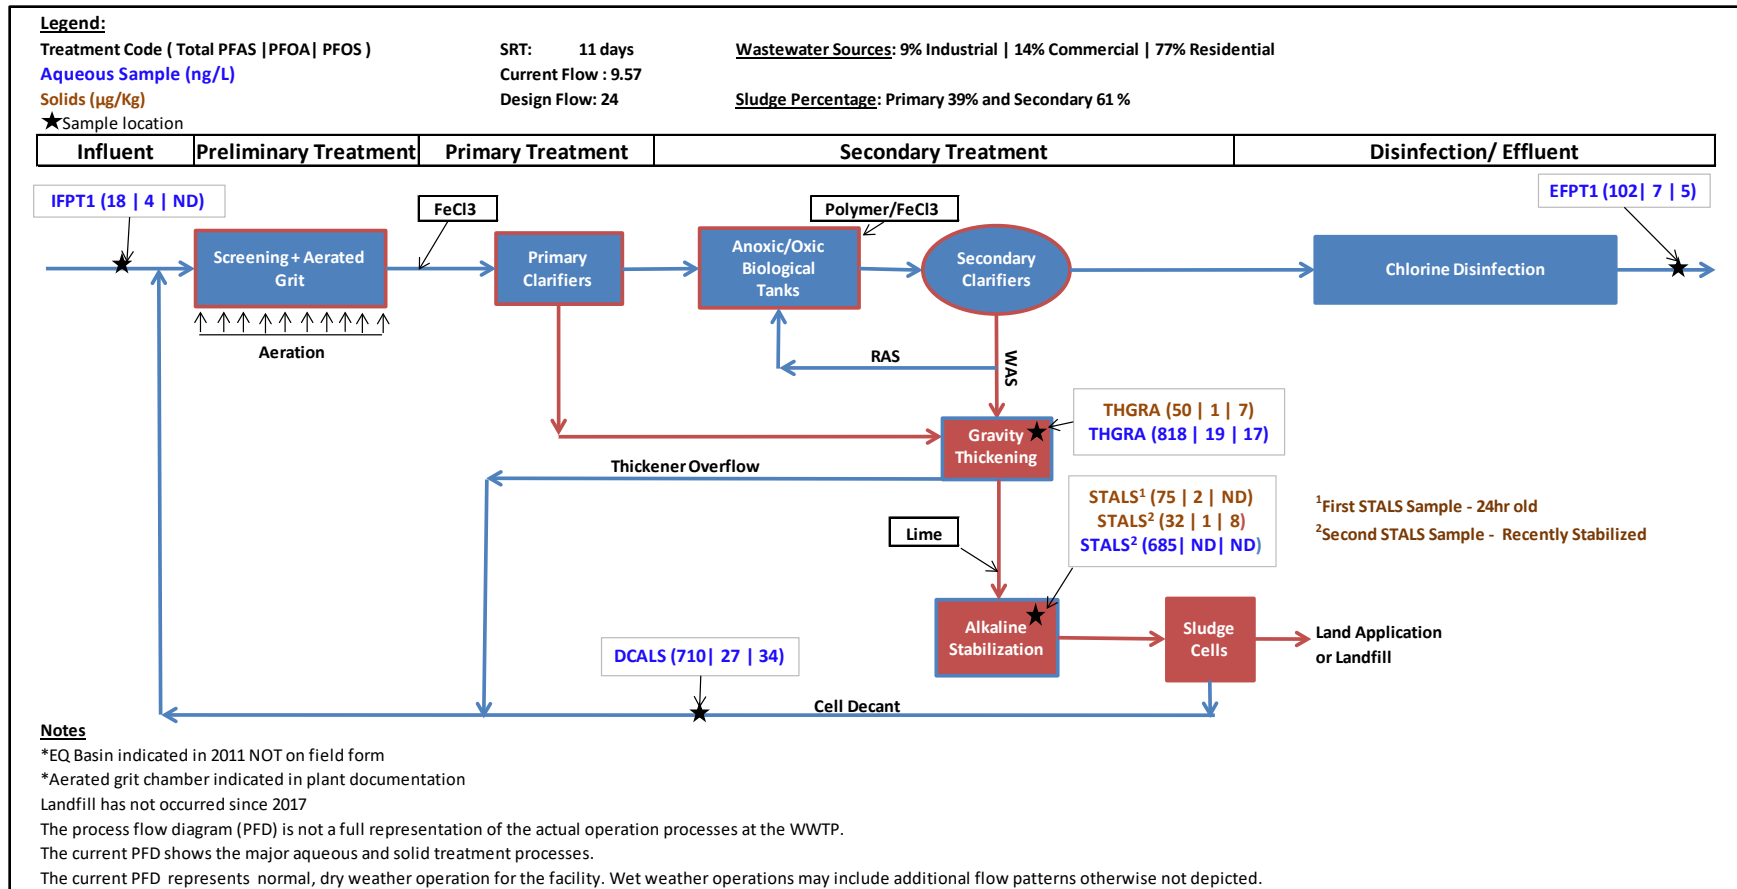 Legend:
Treatment Code ( Total PFAS |PFOA| PFOS )
SRT: 11 days
Wastewater Sources: 9% Industrial | 14% Commercial | 77% Residential
Aqueous Sample (ng/L)
Current Flow : 9.57
Solids (µg/Kg)
Design Flow: 24
Sludge Percentage: Primary 39% and Secondary 61 %
★Sample location
Influent
Preliminary Treatment
Primary Treatment
Secondary Treatment
Disinfection/ Effluent
IFPT1 (18 | 4 | ND)
FeCl3
Polymer/FeCl3
EFPT1 (102| 7 | 5)
Screening + Aerated
Grit
Primary
Clarifiers
Anoxic/Oxic
Biological
Tanks
Secondary
Clarifiers
Chlorine Disinfection
Aeration
RAS
WAS
THGRA (50 | 1 | 7)
THGRA (818 | 19 | 17)
Gravity
Thickening
Thickener Overflow
STALS¹ (75 | 2 | ND)
STALS² (32 | 1 | 8)
STALS² (685| ND| ND)
¹First STALS Sample - 24hr old
²Second STALS Sample - Recently Stabilized
Lime
Alkaline
Stabilization
Sludge
Cells
Land Application
or Landfill
DCALS (710| 27 | 34)
Cell Decant
Notes
*EQ Basin indicated in 2011 NOT on field form
*Aerated grit chamber indicated in plant documentation
Landfill has not occurred since 2017
The process flow diagram (PFD) is not a full representation of the actual operation processes at the WWTP.
The current PFD shows the major aqueous and solid treatment processes.
The current PFD represents normal, dry weather operation for the facility. Wet weather operations may include additional flow patterns otherwise not depicted.